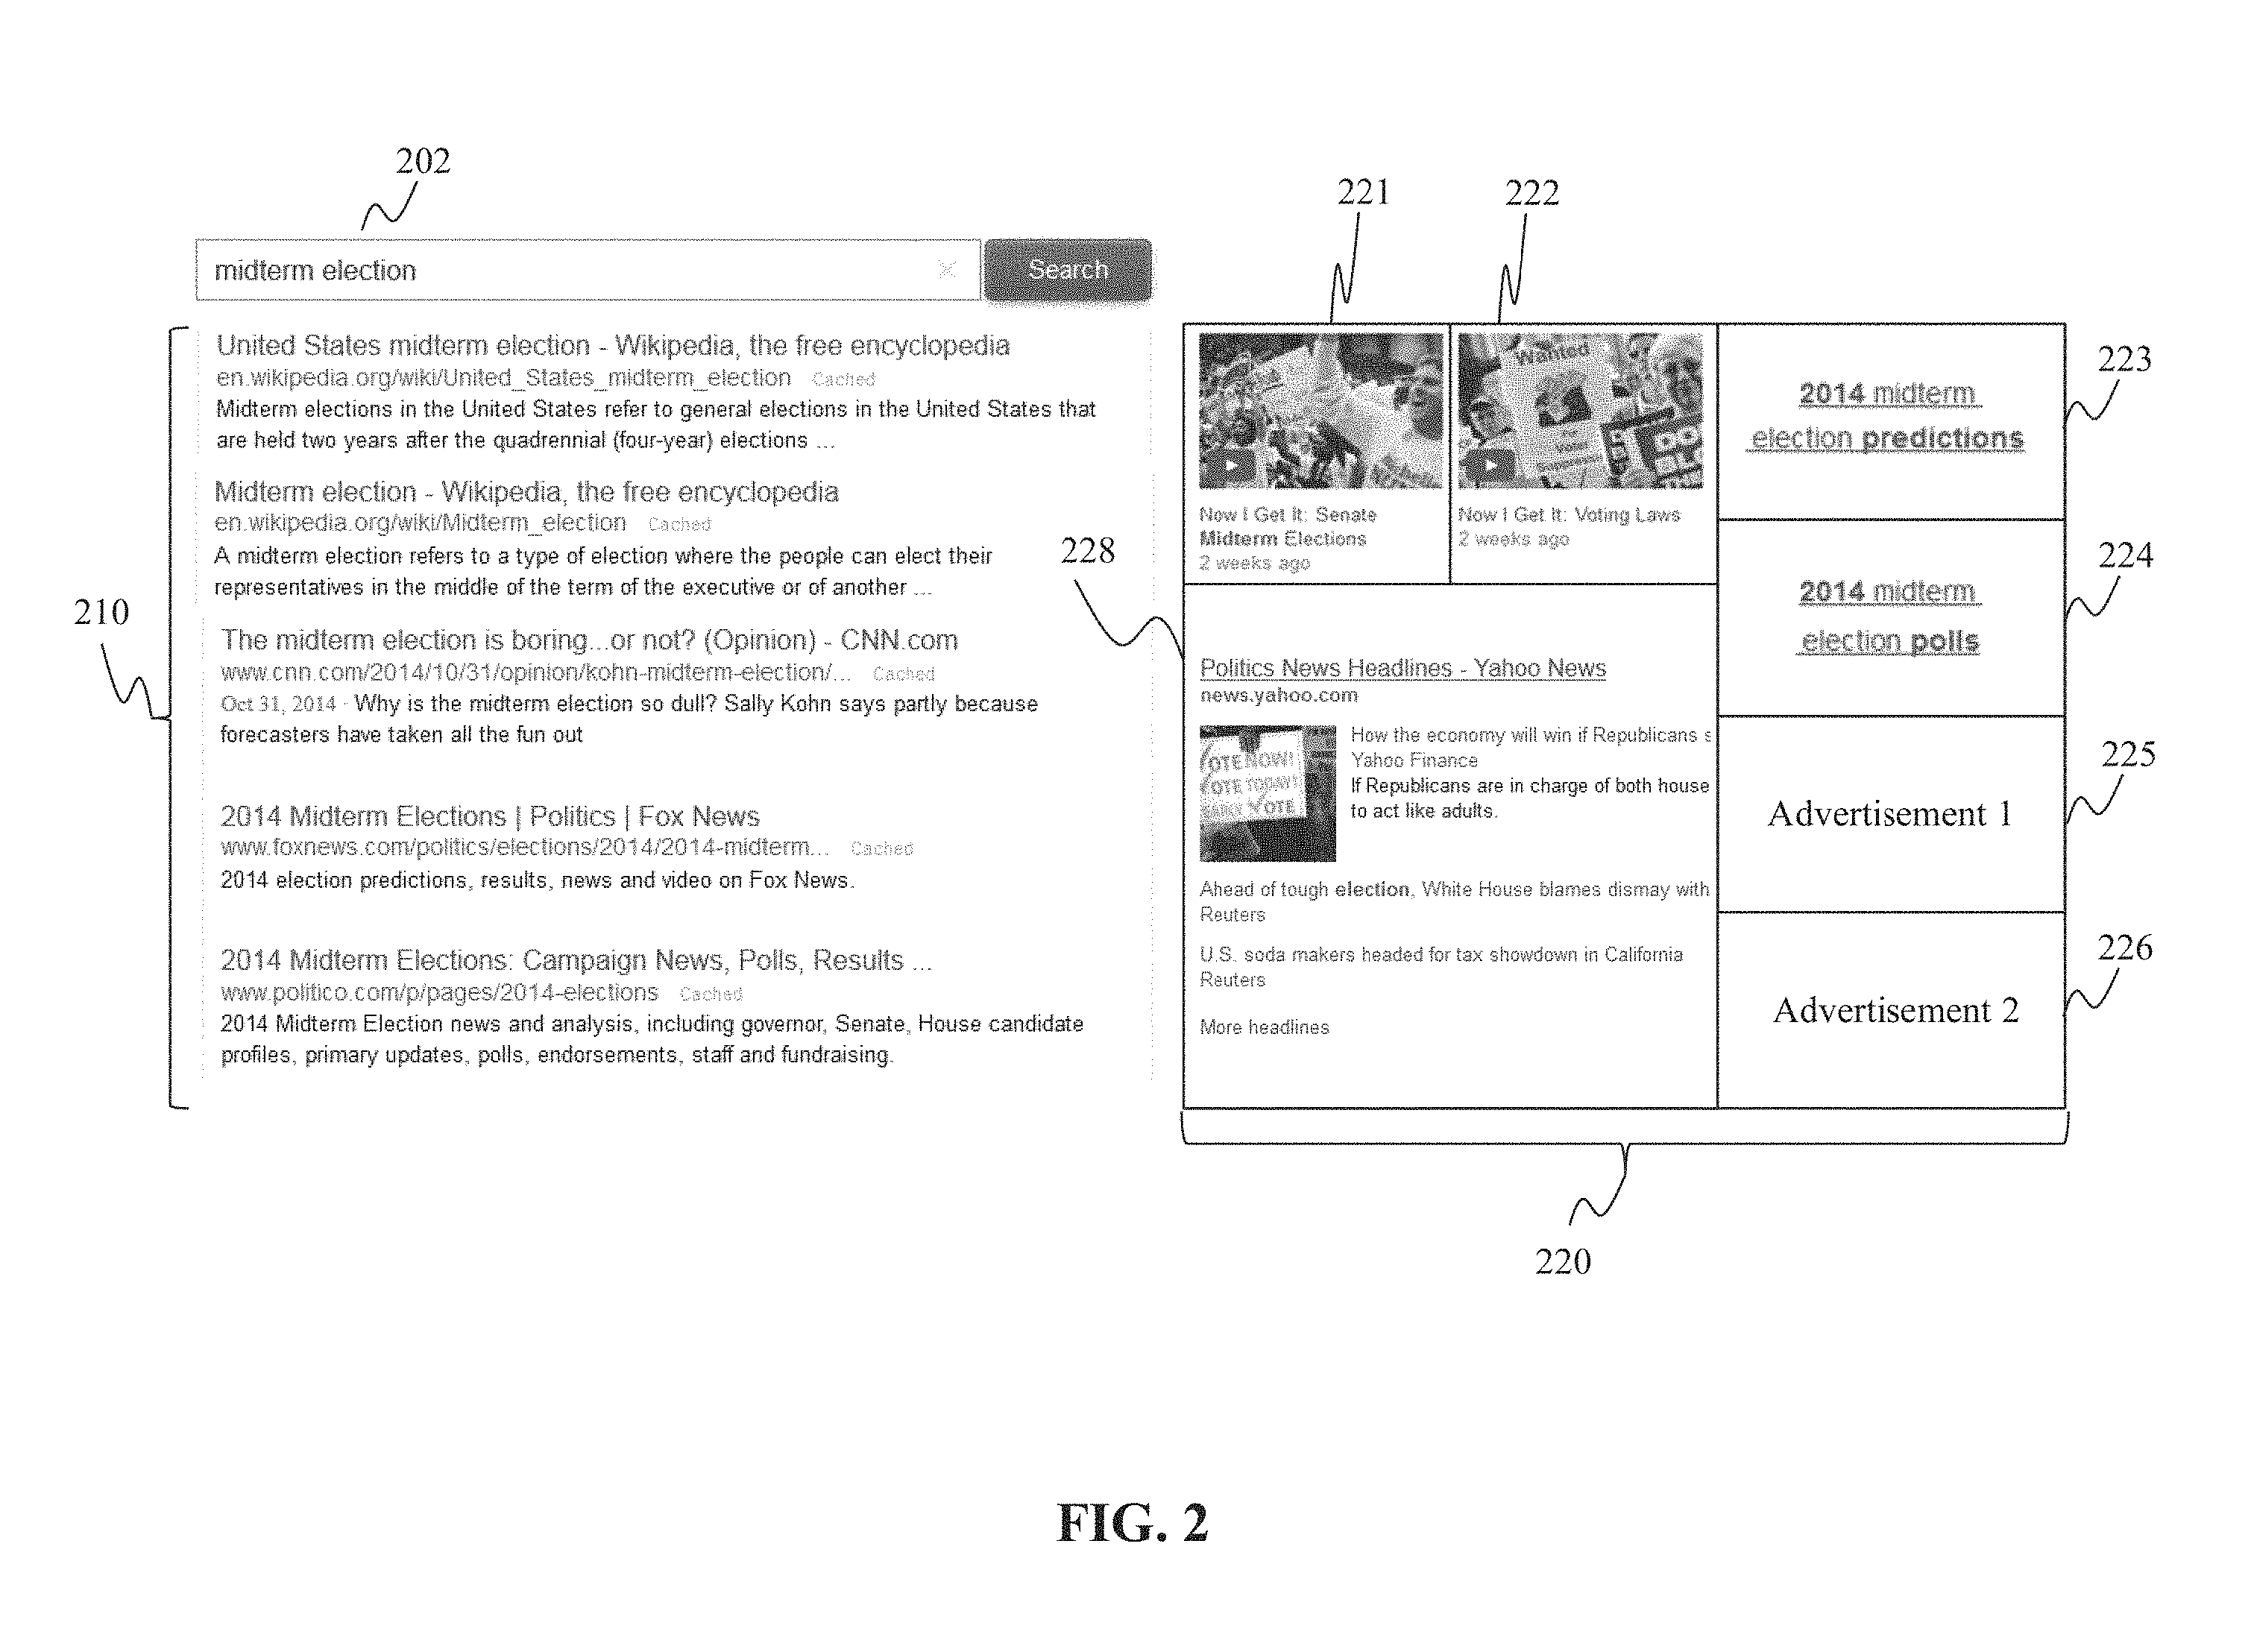 202
midterm election
Search
210
United States midterm election - Wikipedia, the free encyclopedia
en.wikipedia.org/wiki/United_States_midterm_election Cached
Midterm elections in the United States refer to general elections in the United States that
are held two years after the quadrennial (four-year) elections ...
Midterm election - Wikipedia, the free encyclopedia
en.wikipedia.org/wiki/Midterm_election Cached
A midterm election refers to a type of election where the people can elect their
representatives in the middle of the term of the executive or of another ...
The midterm election is boring...or not? (Opinion) - CNN.com
www.cnn.com/2014/10/31/opinion/kohn-midterm-election/... Cached
Oct 31, 2014 - Why is the midterm election so dull? Sally Kohn says partly because
forecasters have taken all the fun out
2014 Midterm Elections | Politics | Fox News
www.foxnews.com/politics/elections/2014/2014-midterm... Cached
2014 election predictions, results, news and video on Fox News.
2014 Midterm Elections: Campaign News, Polls, Results ...
www.politico.com/p/pages/2014-elections Cached
2014 Midterm Election news and analysis, including governor, Senate, House candidate
profiles, primary updates, polls, endorsements, staff and fundraising.
221
222
Wanted
Now I Get It: Senate
Midterm Elections
2 weeks ago
Now I Get It: Voting Laws
2 weeks ago
228
Politics News Headlines - Yahoo News
news.yahoo.com
VOTE NOW!
VOTE TODAY!
EARLY VOTE
How the economy will win if Republicans s
Yahoo Finance
If Republicans are in charge of both house
to act like adults.
Ahead of tough election, White House blames dismay with
Reuters
U.S. soda makers headed for tax showdown in California
Reuters
More headlines
2014 midterm
election predictions
223
2014 midterm
election polls
224
Advertisement 1
225
Advertisement 2
226
220
FIG. 2